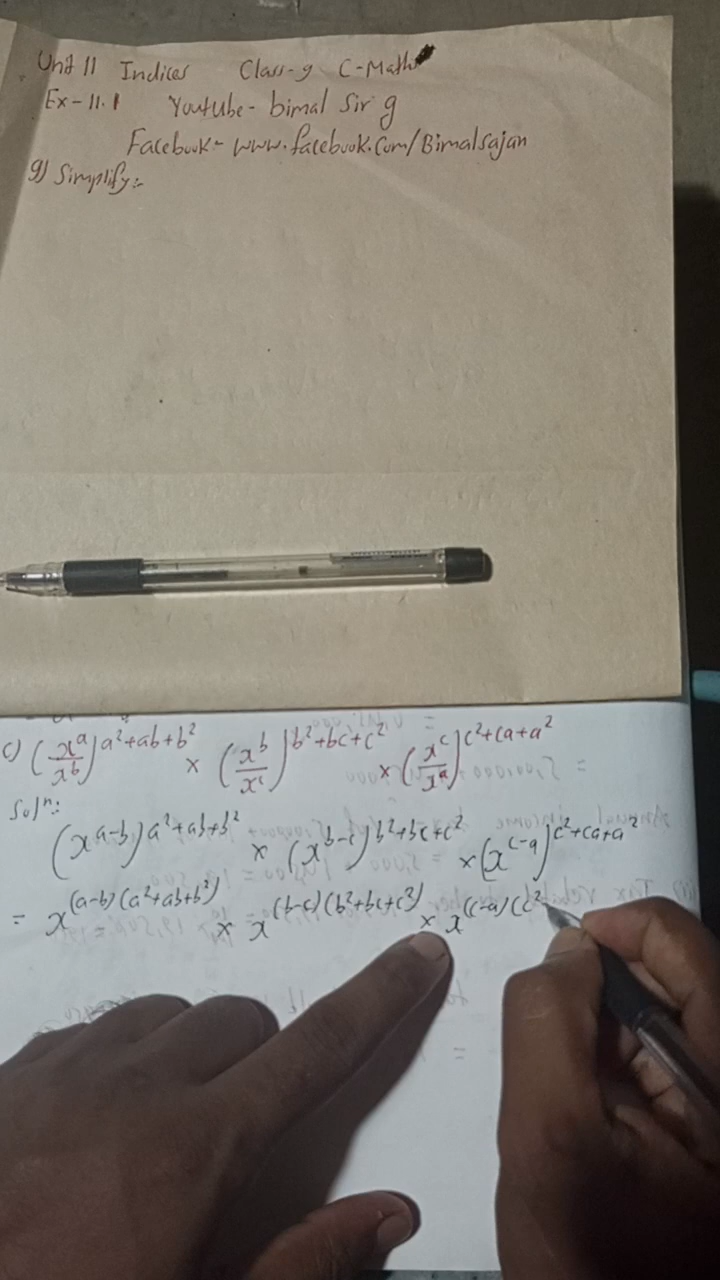 Unit 11 Indices Class-9 C-Math
Ex-11.1 Youtube- bimal Sir g
Facebook- www.facebook.com/Bimalsajan
9) Simplify:-
c) (x^a/x^b)^a²+ab+b² × (x^b/x^c)^b²+bc+c² × (x^c/x^a)^c²+ca+a²
Solⁿ:
(x^a-b)^a²+ab+b² × (x^b-c)^b²+bc+c² × (x^c-a)^c²+ca+a²
= x^(a-b)(a²+ab+b²) × x^(b-c)(b²+bc+c²) × x^(c-a)(c²